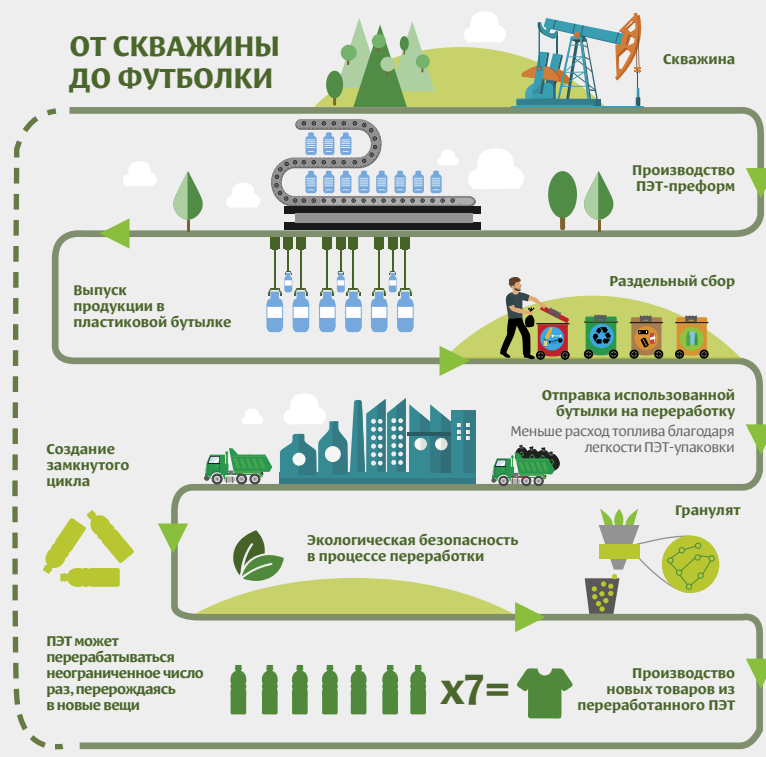 ОТ СКВАЖИНЫ
ДО ФУТБОЛКИ
Скважина
Производство
ПЭТ-преформ
Выпуск
продукции в
пластиковой бутылке
Раздельный сбор
Отправка использованной
бутылки на переработку
Меньше расход топлива благодаря
легкости ПЭТ-упаковки
Создание
замкнутого
цикла
Экологическая безопасность
в процессе переработки
Гранулят
ПЭТ может
перерабатываться
неограниченное число
раз, перерождаясь
в новые вещи
x7=
Производство
новых товаров из
переработанного ПЭТ